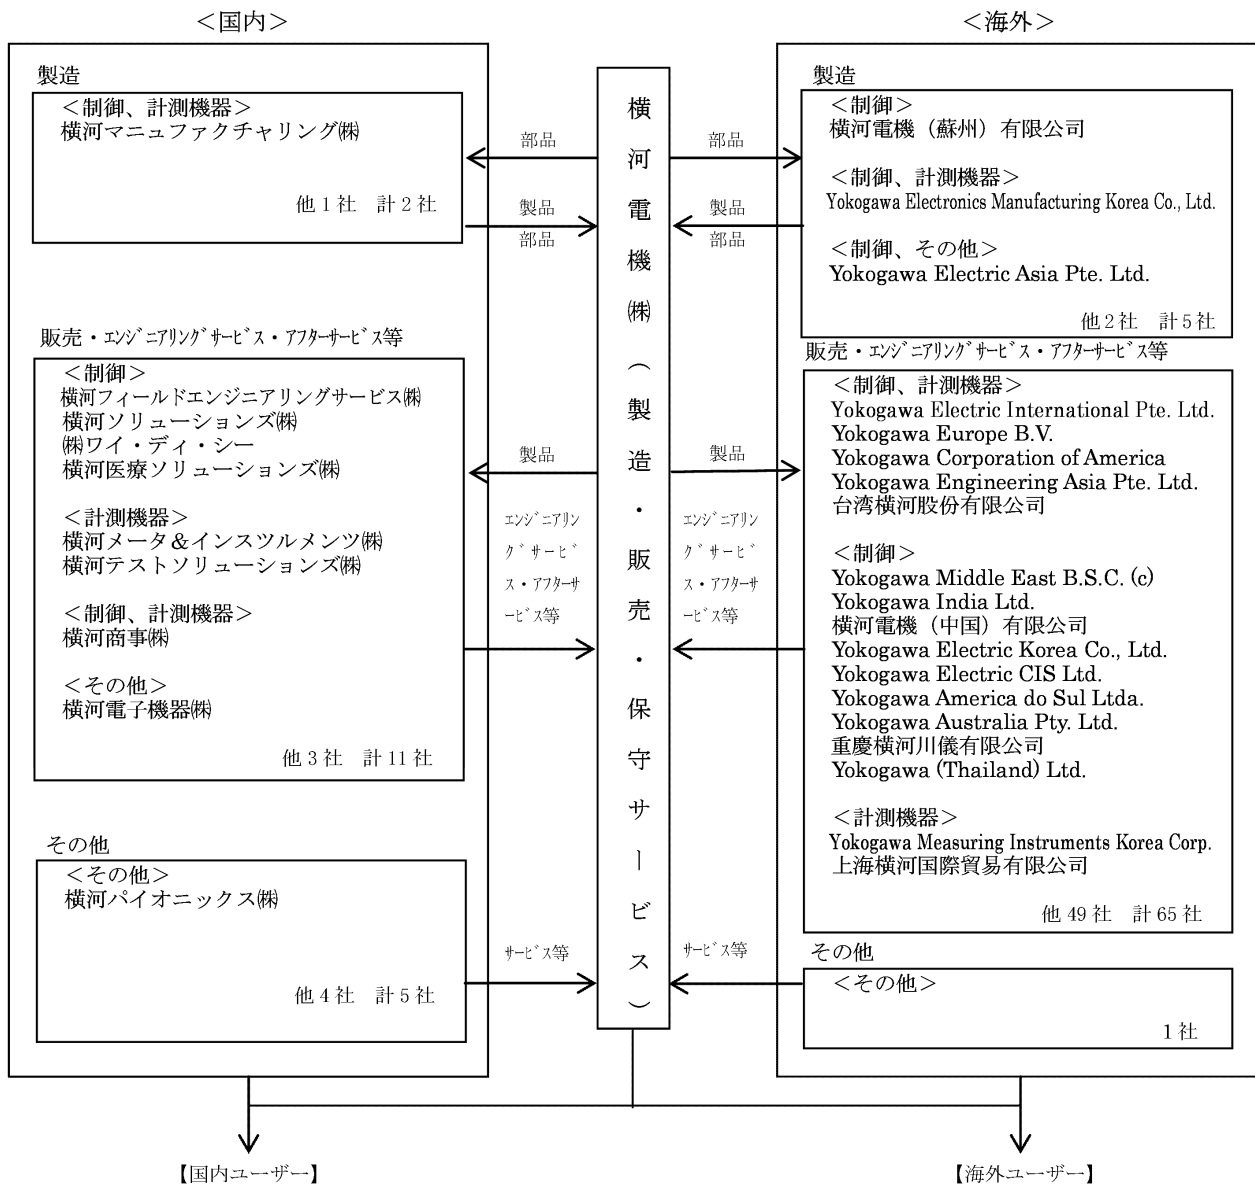 ＜国内＞
製造
＜制御、計測機器＞
横河マニュファクチャリング㈱
他１社　計２社
販売・ｴﾝｼﾞﾆｱﾘﾝｸﾞｻｰﾋﾞｽ・ｱﾌﾀｰｻｰﾋﾞｽ等
＜制御＞
横河フィールドエンジニアリングサービス㈱
横河ソリューションズ㈱
㈱ワイ・ディ・シー
横河医療ソリューションズ㈱
＜計測機器＞
横河メータ＆インスツルメンツ㈱
横河テストソリューションズ㈱
＜制御、計測機器＞
横河商事㈱
＜その他＞
横河電子機器㈱
他３社　計11社
その他
＜その他＞
横河パイオニックス㈱
他４社　計５社
部品
製品
部品
製品
ｴﾝｼﾞﾆｱﾘﾝ
ｸﾞｻｰﾋﾞ
ｽ・ｱﾌﾀｰｻ
ｰﾋﾞｽ等
ｻｰﾋﾞｽ等
横河電機㈱（製造・販売・保守サービス）
部品
製品
部品
製品
ｴﾝｼﾞﾆｱﾘﾝ
ｸﾞｻｰﾋﾞ
ｽ・ｱﾌﾀｰｻ
ｰﾋﾞｽ等
ｻｰﾋﾞｽ等
＜海外＞
製造
＜制御＞
横河電機（蘇州）有限公司
＜制御、計測機器＞
Yokogawa Electronics Manufacturing Korea Co., Ltd.
＜制御、その他＞
Yokogawa Electric Asia Pte. Ltd.
他２社　計５社
販売・ｴﾝｼﾞﾆｱﾘﾝｸﾞｻｰﾋﾞｽ・ｱﾌﾀｰｻｰﾋﾞｽ等
＜制御、計測機器＞
Yokogawa Electric International Pte. Ltd.
Yokogawa Europe B.V.
Yokogawa Corporation of America
Yokogawa Engineering Asia Pte. Ltd.
台湾横河股份有限公司
＜制御＞
Yokogawa Middle East B.S.C. (c)
Yokogawa India Ltd.
横河電機（中国）有限公司
Yokogawa Electric Korea Co., Ltd.
Yokogawa Electric CIS Ltd.
Yokogawa America do Sul Ltda.
Yokogawa Australia Pty. Ltd.
重慶横河川儀有限公司
Yokogawa (Thailand) Ltd.
＜計測機器＞
Yokogawa Measuring Instruments Korea Corp.
上海横河国際貿易有限公司
他 49社　計 65社
その他
＜その他＞
１社
【国内ユーザー】
【海外ユーザー】